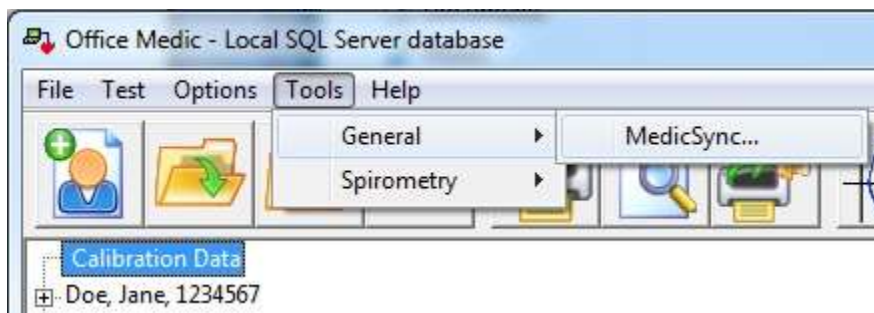 Office Medic - Local SQL Server database
File Test Options Tools Help
General MedicSync...
Spirometry
Calibration Data
Doe, Jane, 1234567